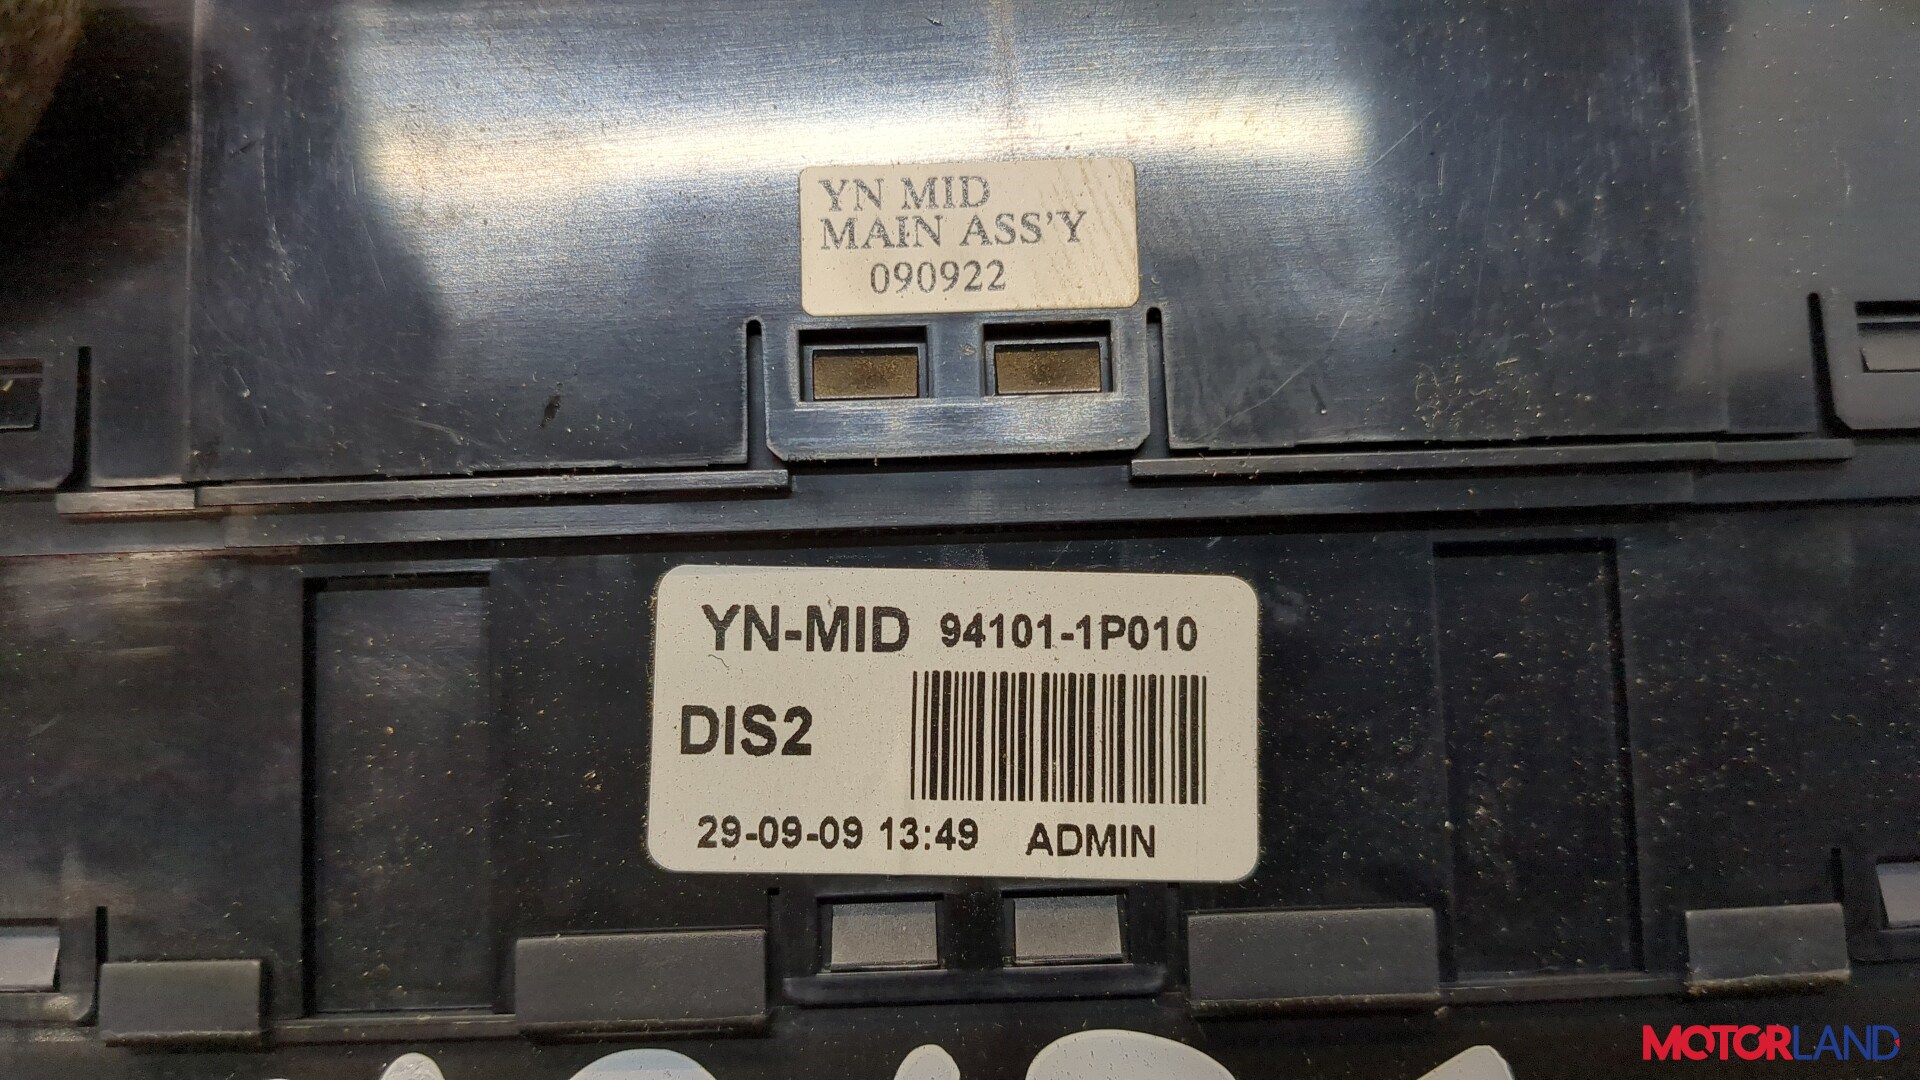 YN MID
MAIN ASS'Y
090922
YN-MID 94101-1P010
DIS2
29-09-09 13:49 ADMIN
MOTORLAND